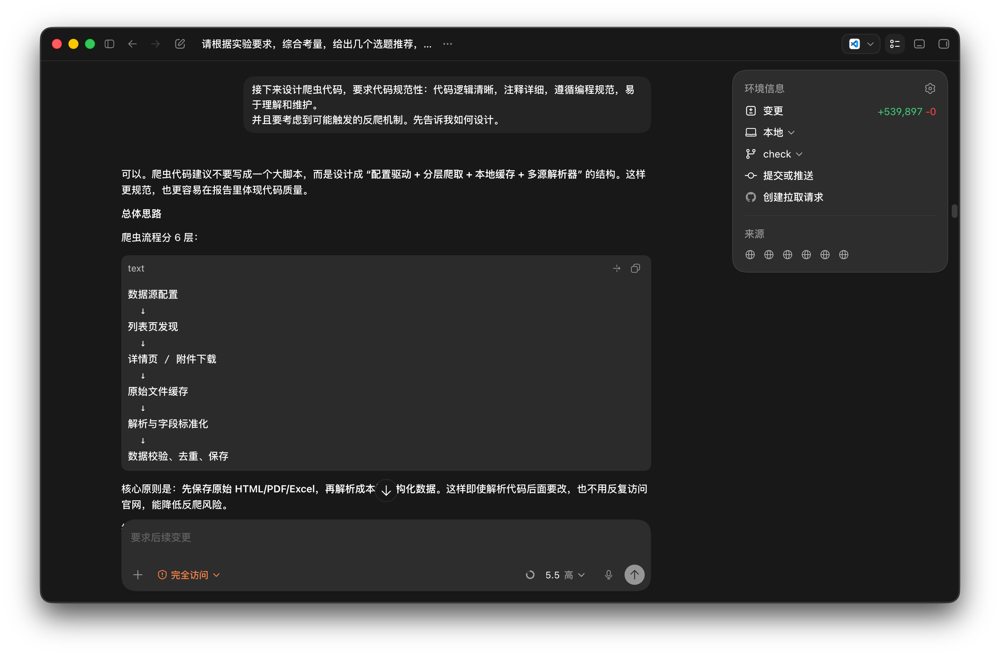 请根据实验要求，综合考量，给出几个选题推荐，...
接下来设计爬虫代码，要求代码规范性：代码逻辑清晰，注释详细，遵循编程规范，易
于理解和维护。
并且要考虑到可能触发的反爬机制。先告诉我如何设计。
可以。爬虫代码建议不要写成一个大脚本，而是设计成 “配置驱动 + 分层爬取 + 本地缓存 + 多源解析器” 的结构。这样
更规范，也更容易在报告里体现代码质量。
总体思路
爬虫流程分 6 层：
text
数据源配置
↓
列表页发现
↓
详情页 / 附件下载
↓
原始文件缓存
↓
解析与字段标准化
↓
数据校验、去重、保存
核心原则是：先保存原始 HTML/PDF/Excel，再解析成本 构化数据。这样即使解析代码后面要改，也不用反复访问
官网，能降低反爬风险。
要求后续变更
完全访问
5.5 高
环境信息
变更 +539,897 -0
本地
check
提交或推送
创建拉取请求
来源